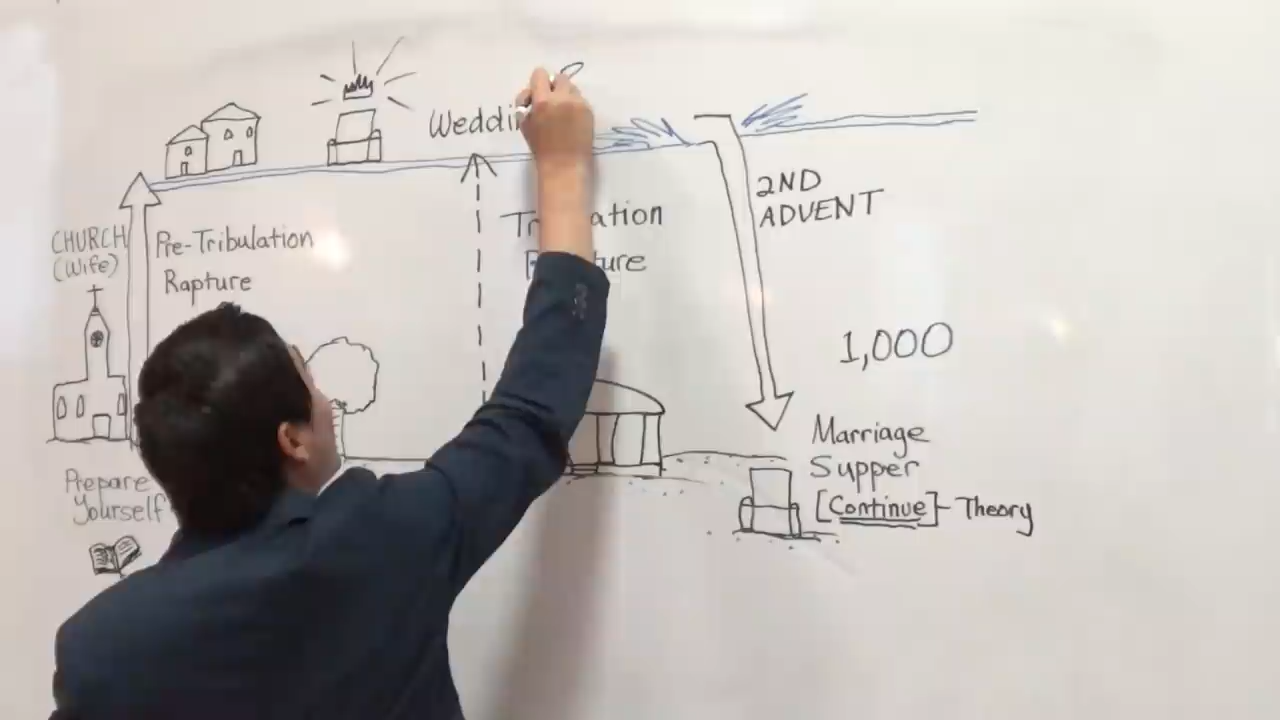 Weddi
CHURCH
(Wife)
Pre-Tribulation
Rapture
2ND
ADVENT
1,000
Prepare
Yourself
Marriage
Supper
[Continue] - Theory